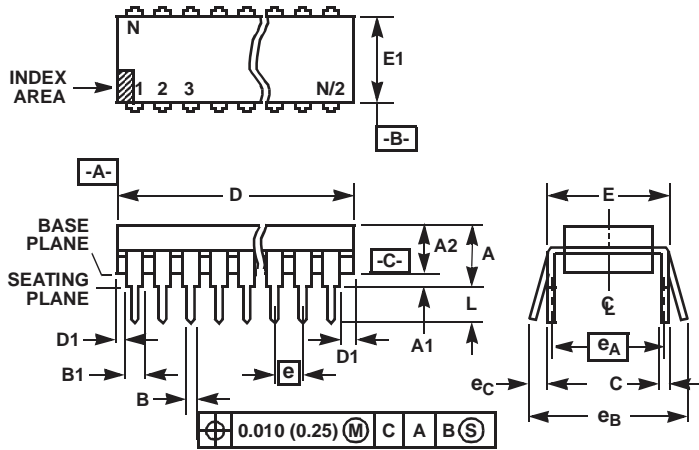 N
E1
INDEX
AREA
1 2 3 N/2
-B-
-A-
D
E
BASE
PLANE
A2
A
-C-
SEATING
PLANE
L
C̵L
D1
A1
D1
eA
B1
e
eC
C
B
eB
0.010 (0.25) Ⓜ C A B Ⓢ